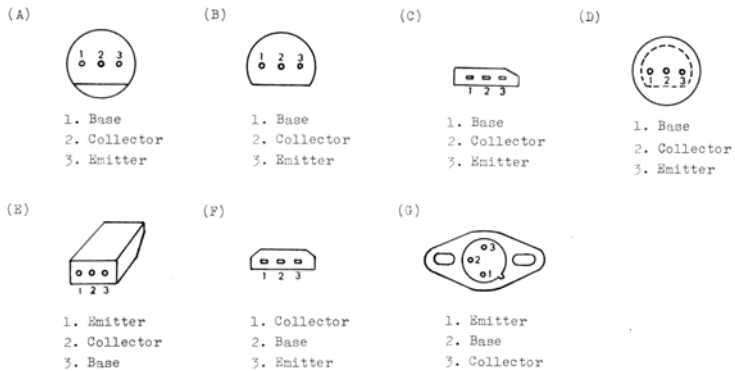 (A)
1 2 3
1. Base
2. Collector
3. Emitter
(B)
1 2 3
1. Base
2. Collector
3. Emitter
(C)
1 2 3
1. Base
2. Collector
3. Emitter
(D)
1 2 3
1. Base
2. Collector
3. Emitter
(E)
1 2 3
1. Emitter
2. Collector
3. Base
(F)
1 2 3
1. Collector
2. Base
3. Emitter
(G)
3
2
1
1. Emitter
2. Base
3. Collector